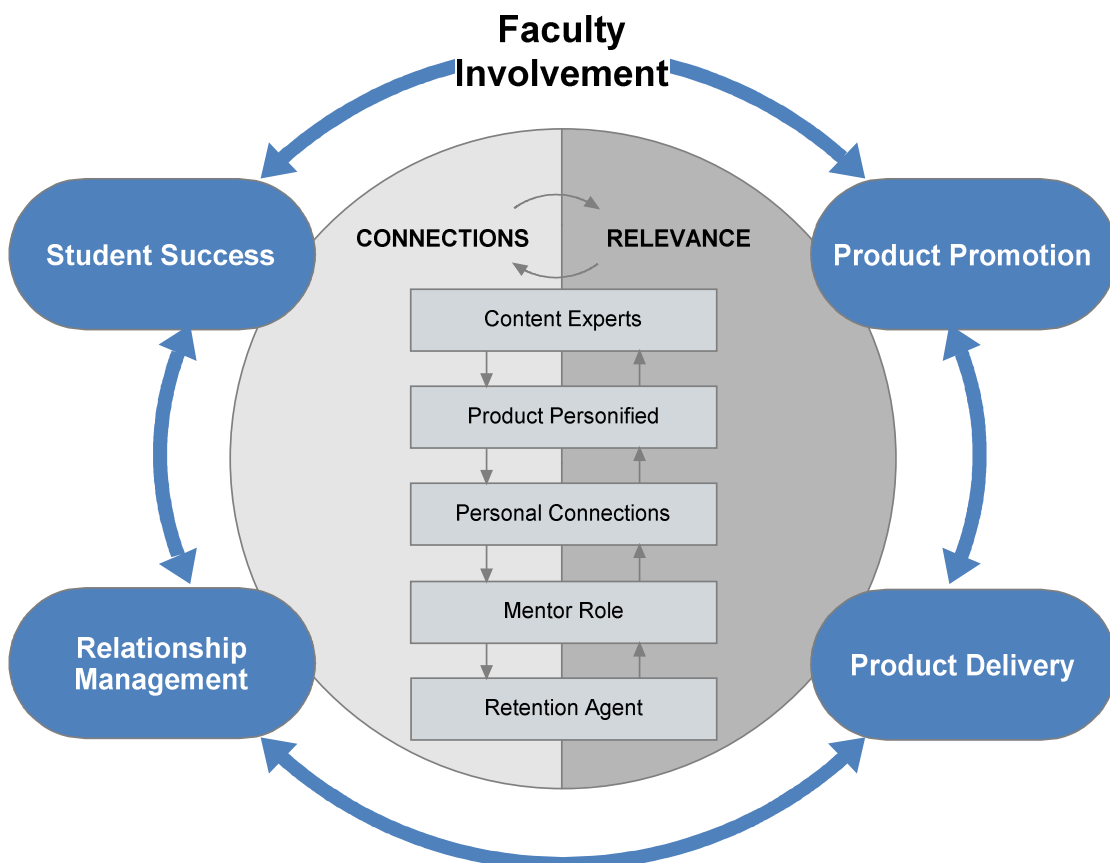 Faculty
Involvement
Student Success
Product Promotion
CONNECTIONS
RELEVANCE
Content Experts
Product Personified
Personal Connections
Mentor Role
Retention Agent
Relationship
Management
Product Delivery